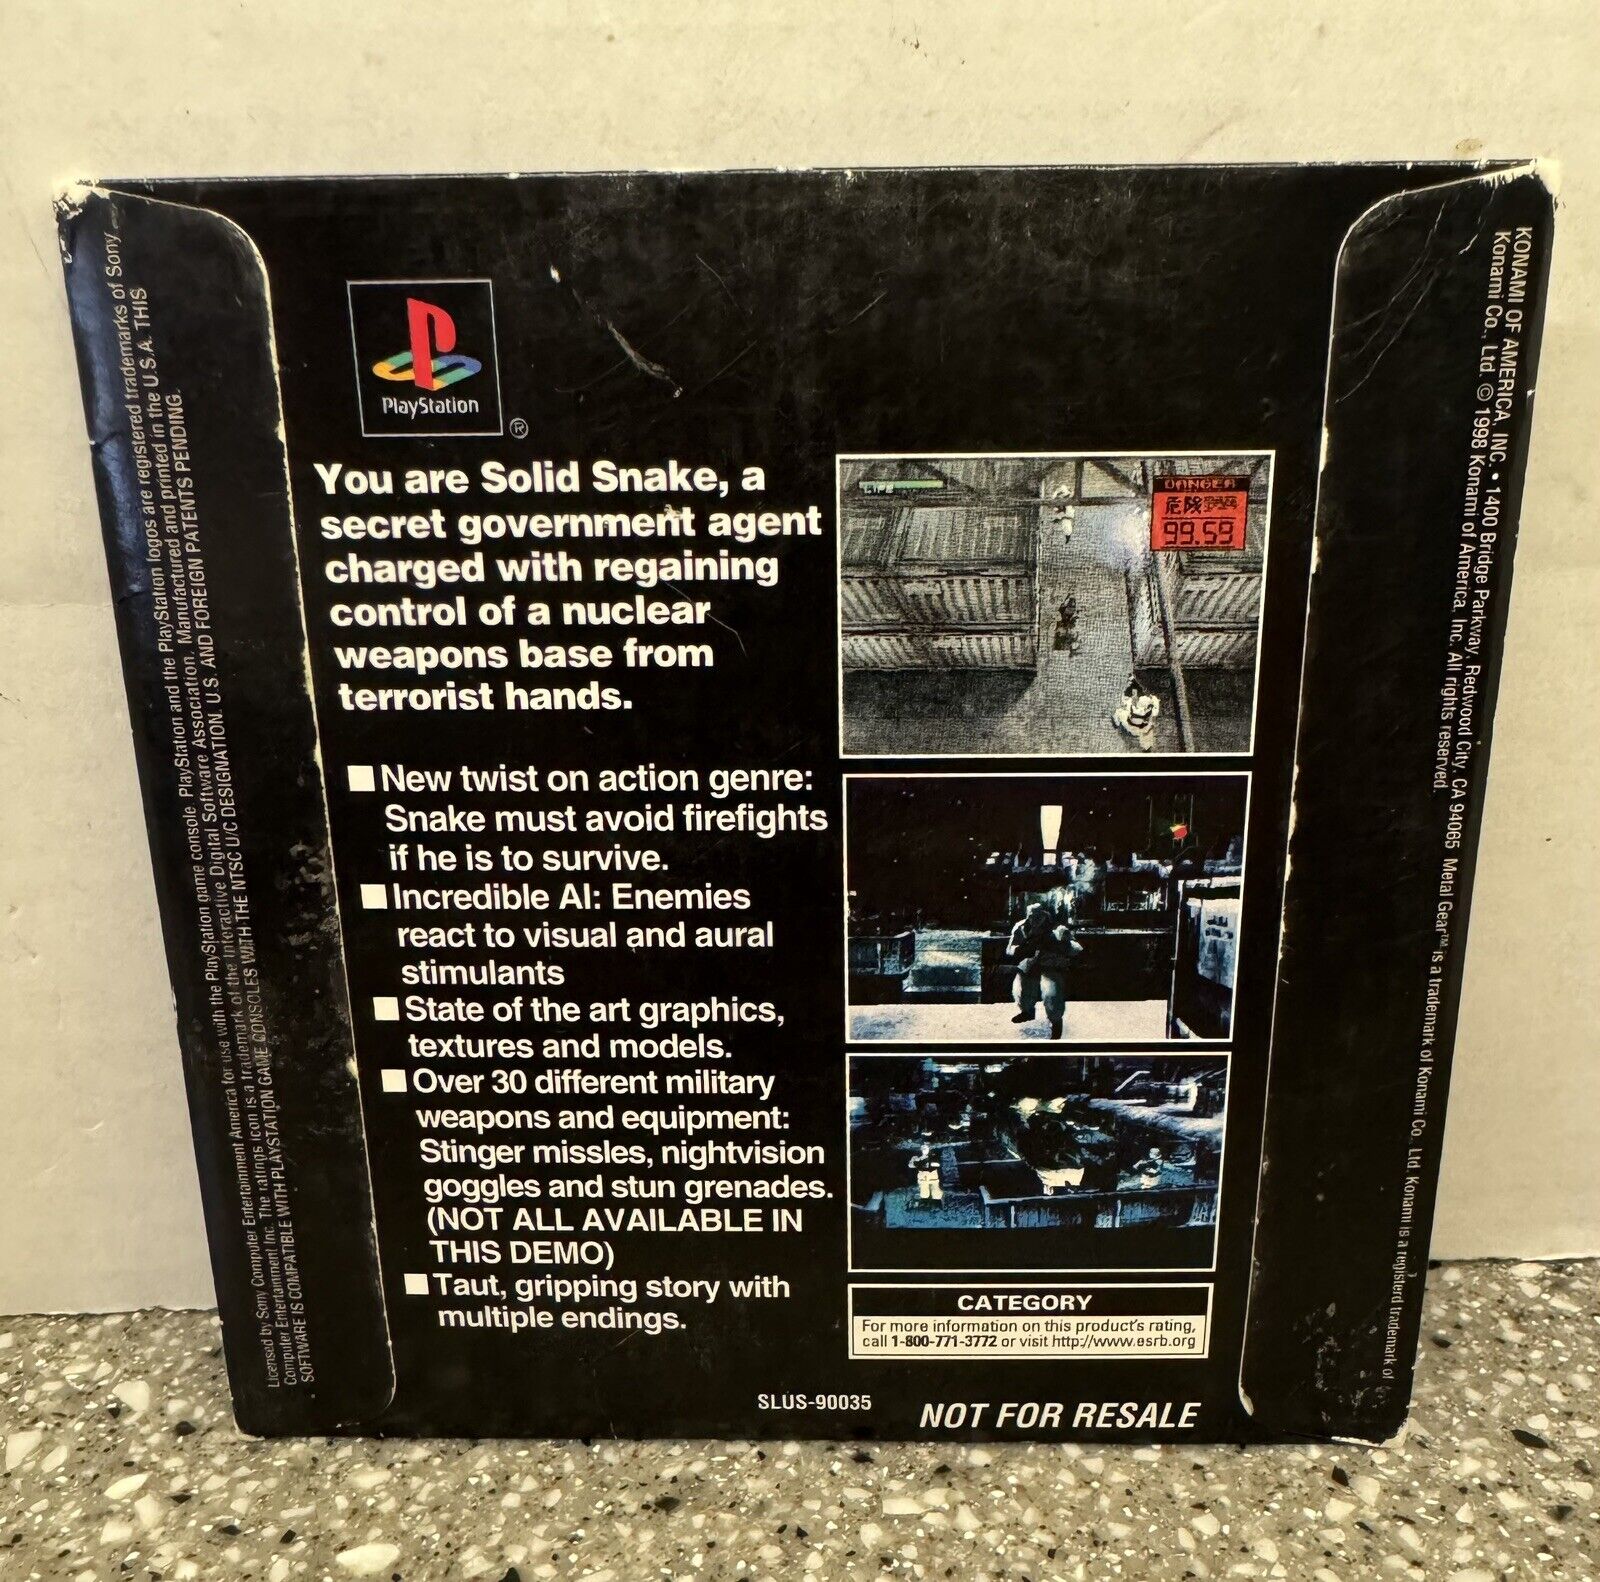 PlayStation
®
You are Solid Snake, a
secret government agent
charged with regaining
control of a nuclear
weapons base from
terrorist hands.
New twist on action genre:
Snake must avoid firefights
if he is to survive.
Incredible AI: Enemies
react to visual and aural
stimulants
State of the art graphics,
textures and models.
Over 30 different military
weapons and equipment:
Stinger missles, nightvision
goggles and stun grenades.
(NOT ALL AVAILABLE IN
THIS DEMO)
Taut, gripping story with
multiple endings.
LIFE
DANGER
危険
99.59
CATEGORY
For more information on this product's rating,
call 1-800-771-3772 or visit http://www.esrb.org
SLUS-90035
NOT FOR RESALE
Licensed by Sony Computer Entertainment America for use with the PlayStation game console. PlayStation and the PlayStation logos are registered trademarks of Sony
Computer Entertainment Inc. The ratings icon is a trademark of the Interactive Digital Software Association. Manufactured and printed in the U.S.A. THIS
SOFTWARE IS COMPATIBLE WITH PLAYSTATION GAME CONSOLES WITH THE NTSC U/C DESIGNATION. U.S. AND FOREIGN PATENTS PENDING.
KONAMI OF AMERICA, INC. • 1400 Bridge Parkway, Redwood City, CA 94065 Metal Gear™ is a trademark of Konami Co., Ltd. Konami is a registerd trademark of
Konami Co., Ltd. © 1998 Konami of America, Inc. All rights reserved.